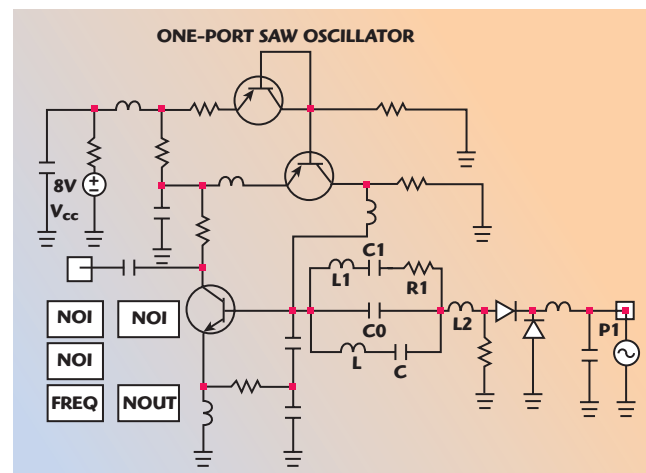 ONE-PORT SAW OSCILLATOR
8V
Vcc
C1
L1
R1
C0
L2
P1
L
C
NOI
NOI
NOI
FREQ
NOUT